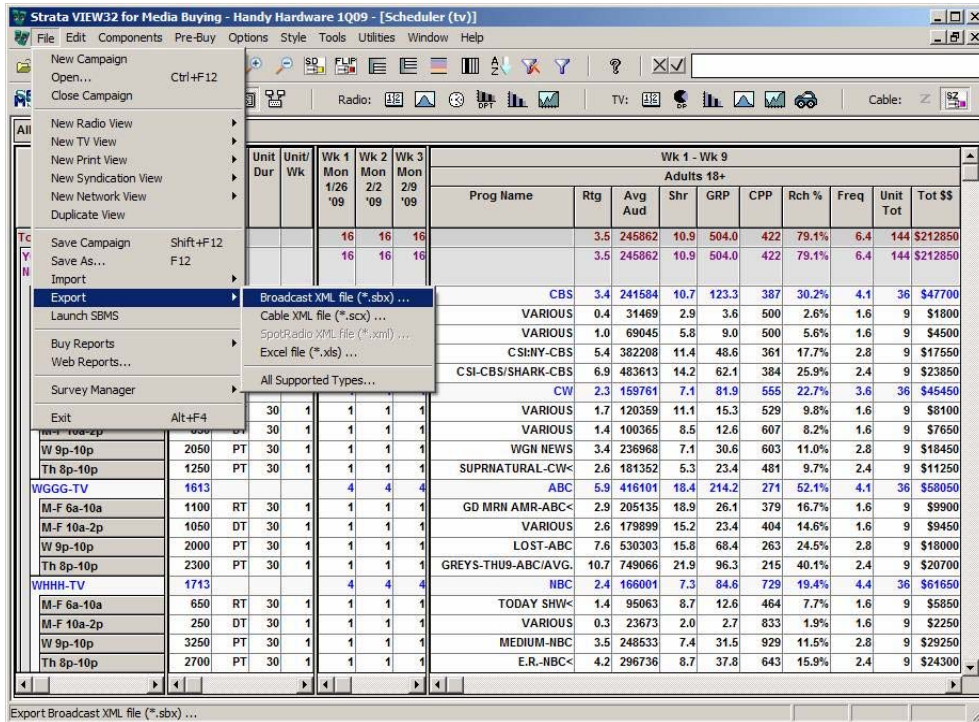 Strata VIEW32 for Media Buying - Handy Hardware 1Q09 - [Scheduler (tv)]
File Edit Components Pre-Buy Options Style Tools Utilities Window Help
New Campaign
Open... Ctrl+F12
Close Campaign
New Radio View
New TV View
New Print View
New Syndication View
New Network View
Duplicate View
Save Campaign Shift+F12
Save As... F12
Import
Export
Launch SBMS
Buy Reports
Web Reports...
Survey Manager
Exit Alt+F4
Broadcast XML file (*.sbx) ...
Cable XML file (*.scx) ...
SpotRadio XML file (*.xml) ...
Excel file (*.xls) ...
All Supported Types...
Radio: TV: Cable:
Unit Dur Unit/Wk Wk 1 Mon 1/26 '09 Wk 2 Mon 2/2 '09 Wk 3 Mon 2/9 '09
Wk 1 - Wk 9
Adults 18+
Prog Name Rtg Avg Aud Shr GRP CPP Rch % Freq Unit Tot Tot $$
16 16 16 3.5 245862 10.9 504.0 422 79.1% 6.4 144 $212850
16 16 16 3.5 245862 10.9 504.0 422 79.1% 6.4 144 $212850
CBS 3.4 241584 10.7 123.3 387 30.2% 4.1 36 $47700
VARIOUS 0.4 31469 2.9 3.6 500 2.6% 1.6 9 $1800
VARIOUS 1.0 69045 5.8 9.0 500 5.6% 1.6 9 $4500
CSI:NY-CBS 5.4 382208 11.4 48.6 361 17.7% 2.8 9 $17550
CSI-CBS/SHARK-CBS 6.9 483613 14.2 62.1 384 25.9% 2.4 9 $23850
CW 2.3 159761 7.1 81.9 555 22.7% 3.6 36 $45450
30 1 1 1 1 VARIOUS 1.7 120359 11.1 15.3 529 9.8% 1.6 9 $8100
M-F 10a-2p 850 DT 30 1 1 1 1 VARIOUS 1.4 100365 8.5 12.6 607 8.2% 1.6 9 $7650
W 9p-10p 2050 PT 30 1 1 1 1 WGN NEWS 3.4 236968 7.1 30.6 603 11.0% 2.8 9 $18450
Th 8p-10p 1250 PT 30 1 1 1 1 SUPRNATURAL-CW< 2.6 181352 5.3 23.4 481 9.7% 2.4 9 $11250
WGGG-TV 1613 4 4 4 ABC 5.9 416101 18.4 214.2 271 52.1% 4.1 36 $58050
M-F 6a-10a 1100 RT 30 1 1 1 1 GD MRN AMR-ABC< 2.9 205135 18.9 26.1 379 16.7% 1.6 9 $9900
M-F 10a-2p 1050 DT 30 1 1 1 1 VARIOUS 2.6 179899 15.2 23.4 404 14.6% 1.6 9 $9450
W 9p-10p 2000 PT 30 1 1 1 1 LOST-ABC 7.6 530303 15.8 68.4 263 24.5% 2.8 9 $18000
Th 8p-10p 2300 PT 30 1 1 1 1 GREYS-THU9-ABC/AVG. 10.7 749066 21.9 96.3 215 40.1% 2.4 9 $20700
WHHH-TV 1713 4 4 4 NBC 2.4 166001 7.3 84.6 729 19.4% 4.4 36 $61650
M-F 6a-10a 650 RT 30 1 1 1 1 TODAY SHW< 1.4 95063 8.7 12.6 464 7.7% 1.6 9 $5850
M-F 10a-2p 250 DT 30 1 1 1 1 VARIOUS 0.3 23673 2.0 2.7 833 1.9% 1.6 9 $2250
W 9p-10p 3250 PT 30 1 1 1 1 MEDIUM-NBC 3.5 248533 7.4 31.5 929 11.5% 2.8 9 $29250
Th 8p-10p 2700 PT 30 1 1 1 1 E.R.-NBC< 4.2 296736 8.7 37.8 643 15.9% 2.4 9 $24300
Export Broadcast XML file (*.sbx) ...